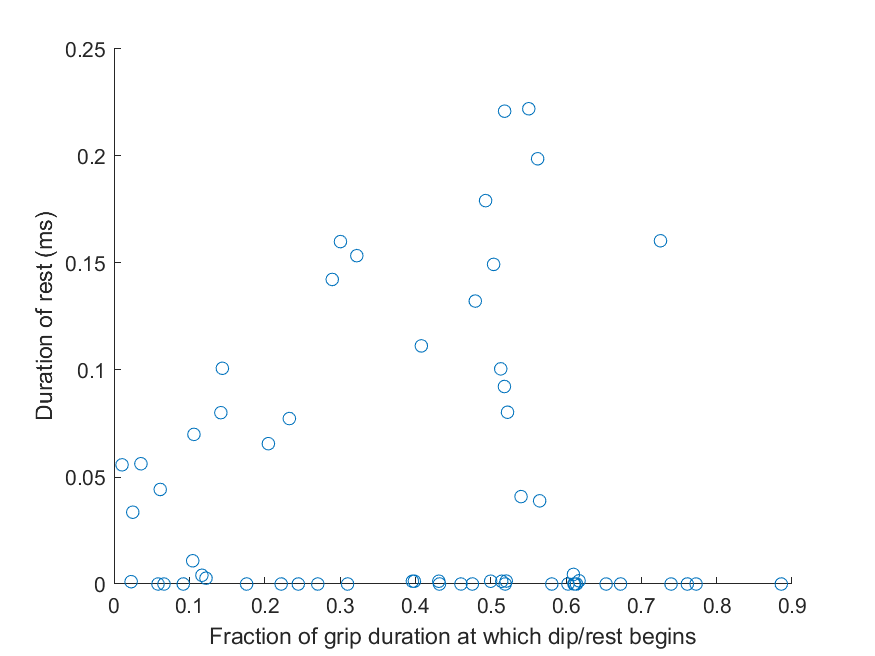 0.25
0.2
0.15
0.1
0.05
0
0 0.1 0.2 0.3 0.4 0.5 0.6 0.7 0.8 0.9
Duration of rest (ms)
Fraction of grip duration at which dip/rest begins